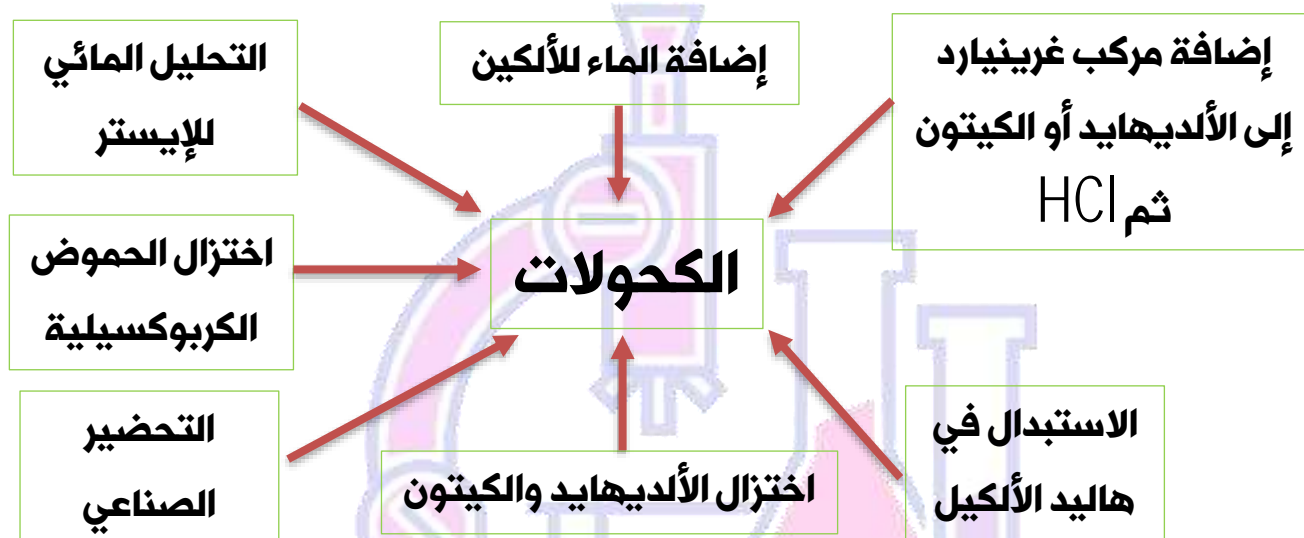 إضافة مركب غرينيارد
إلى الألديهايد أو الكيتون
ثم HCl
إضافة الماء للألكين
التحليل المائي
للإيستر
الكحولات
اختزال الحموض
الكربوكسيلية
الاستبدال في
هاليد الألكيل
اختزال الألديهايد والكيتون
التحضير
الصناعي